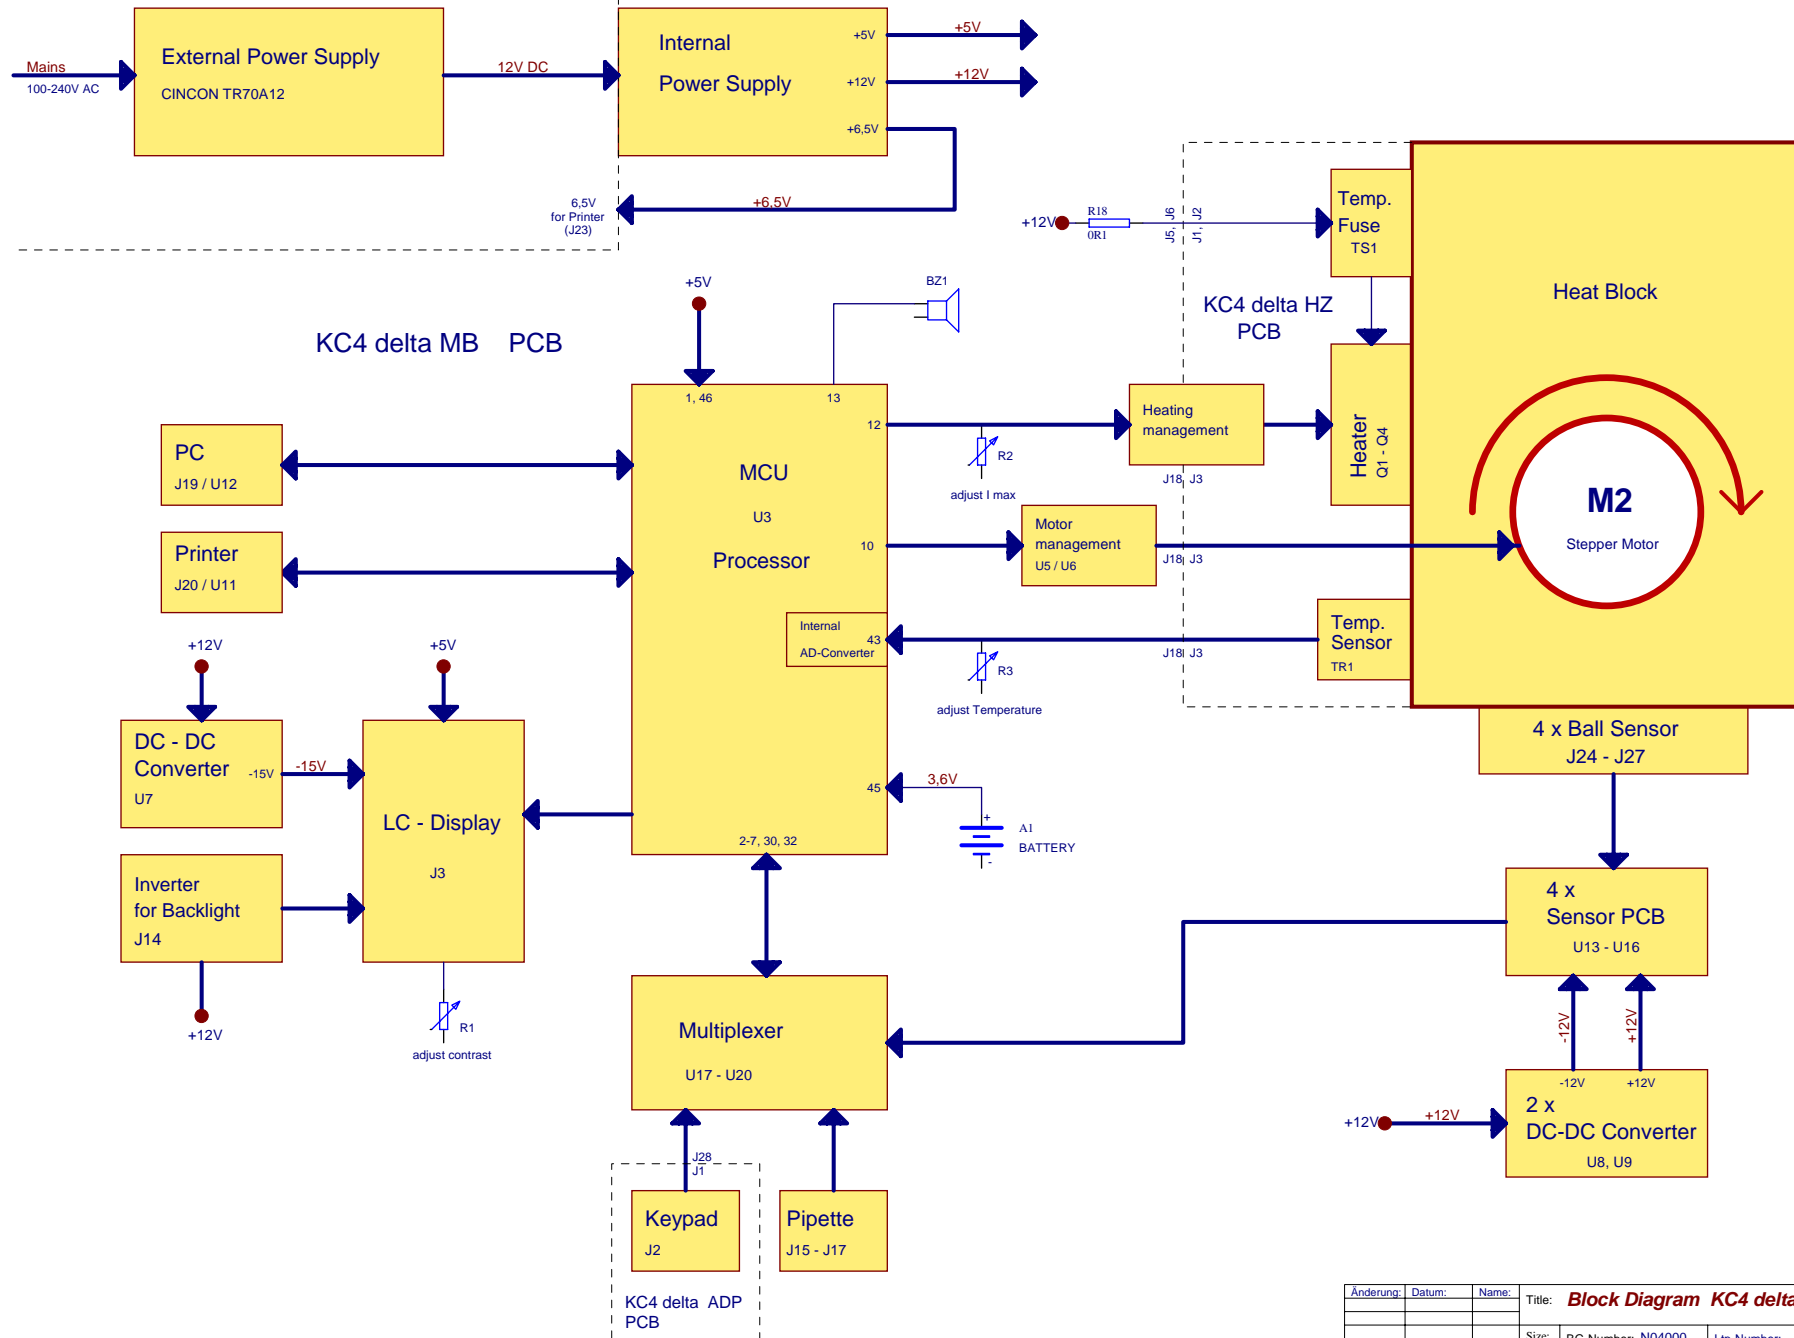 Mains
100-240V AC
External Power Supply
CINCON TR70A12
12V DC
Internal
Power Supply
+5V
+12V
+6,5V
+5V
+12V
+6,5V
6,5V
for Printer
(J23)
+12V
R18
0R1
J5, J6
J1, J2
Temp.
Fuse
TS1
KC4 delta HZ
PCB
Heat Block
KC4 delta MB PCB
+5V
BZ1
1, 46
13
12
MCU
U3
Processor
10
Internal
AD-Converter
43
45
2-7, 30, 32
PC
J19 / U12
Printer
J20 / U11
R2
adjust I max
Heating
management
J18
J3
Heater
Q1 - Q4
Motor
management
U5 / U6
J18
J3
M2
Stepper Motor
R3
adjust Temperature
J18
J3
Temp.
Sensor
TR1
+12V
+5V
DC - DC
Converter
-15V
U7
-15V
LC - Display
J3
Inverter
for Backlight
J14
+12V
R1
adjust contrast
3,6V
+
A1
BATTERY
-
4 x Ball Sensor
J24 - J27
4 x
Sensor PCB
U13 - U16
-12V
+12V
-12V
+12V
2 x
DC-DC Converter
U8, U9
+12V
+12V
Multiplexer
U17 - U20
J28
J1
Keypad
J2
Pipette
J15 - J17
KC4 delta ADP
PCB
Änderung:
Datum:
Name:
Title: Block Diagram KC4 delta
Size:
BG-Number: N04000